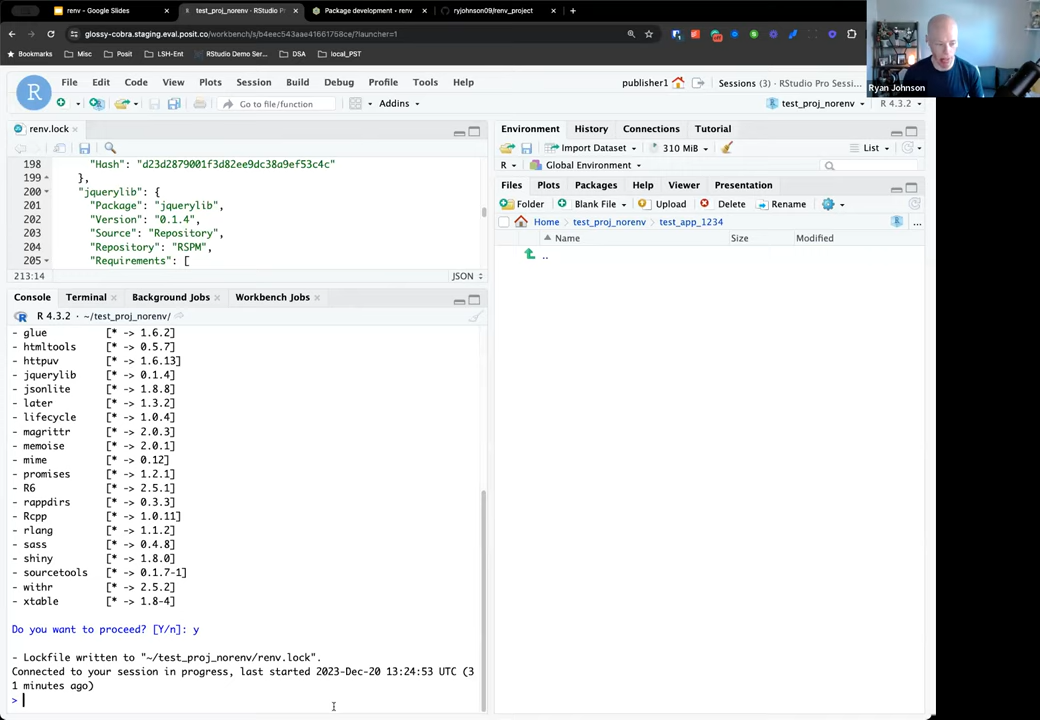 renv - Google Slides
test_proj_norenv - RStudio P
Package development • renv
ryjohnson09/renv_project
glossy-cobra.staging.eval.posit.co/workbench/s/b4eec543aae41661758ce/?launcher=1
Bookmarks
Misc
Posit
LSH-Ent
RStudio Demo Ser...
DSA
local_PST
Ryan Johnson
R
File
Edit
Code
View
Plots
Session
Build
Debug
Profile
Tools
Help
publisher1
Sessions (3)
RStudio Pro Sessi...
Go to file/function
Addins
test_proj_norenv
R 4.3.2
renv.lock
198 "Hash": "d23d2879001f3d82ee9dc38a9ef53c4c"
199 },
200 "jquerylib": {
201 "Package": "jquerylib",
202 "Version": "0.1.4",
203 "Source": "Repository",
204 "Repository": "RSPM",
205 "Requirements": [
213:14
JSON
Console
Terminal
Background Jobs
Workbench Jobs
R 4.3.2 · ~/test_proj_norenv/
- glue [* -> 1.6.2]
- htmltools [* -> 0.5.7]
- httpuv [* -> 1.6.13]
- jquerylib [* -> 0.1.4]
- jsonlite [* -> 1.8.8]
- later [* -> 1.3.2]
- lifecycle [* -> 1.0.4]
- magrittr [* -> 2.0.3]
- memoise [* -> 2.0.1]
- mime [* -> 0.12]
- promises [* -> 1.2.1]
- R6 [* -> 2.5.1]
- rappdirs [* -> 0.3.3]
- Rcpp [* -> 1.0.11]
- rlang [* -> 1.1.2]
- sass [* -> 0.4.8]
- shiny [* -> 1.8.0]
- sourcetools [* -> 0.1.7-1]
- withr [* -> 2.5.2]
- xtable [* -> 1.8-4]
Do you want to proceed? [Y/n]: y
- Lockfile written to "~/test_proj_norenv/renv.lock".
Connected to your session in progress, last started 2023-Dec-20 13:24:53 UTC (3
1 minutes ago)
>
Environment
History
Connections
Tutorial
Import Dataset
310 MiB
List
R
Global Environment
Files
Plots
Packages
Help
Viewer
Presentation
Folder
Blank File
Upload
Delete
Rename
Home
test_proj_norenv
test_app_1234
...
Name
Size
Modified
..